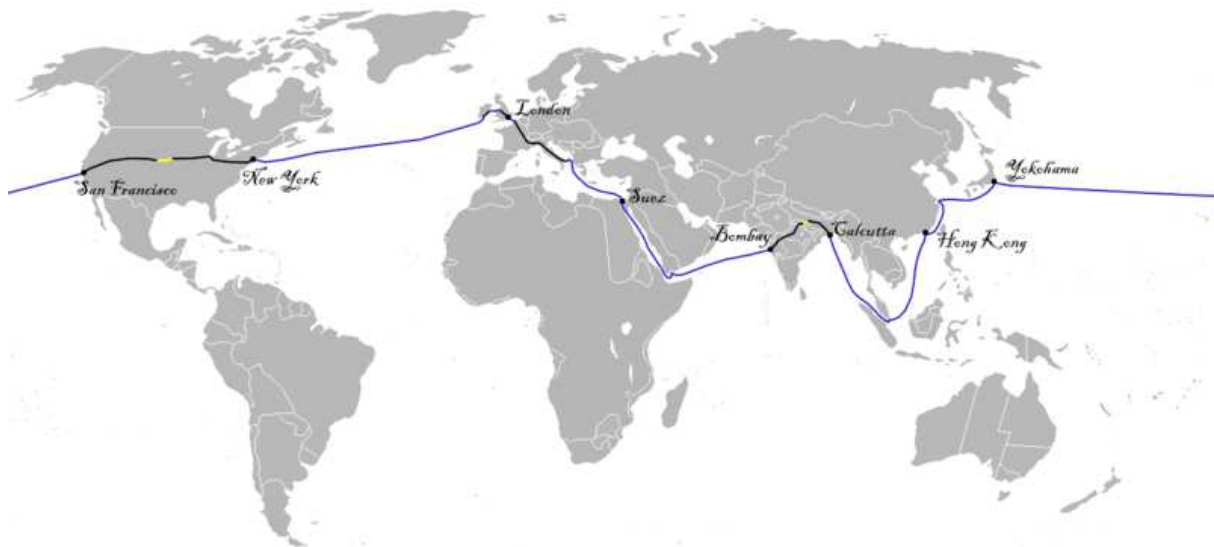 London
San Francisco
New York
Suez
Bombay
Calcutta
Hong Kong
Yokohama